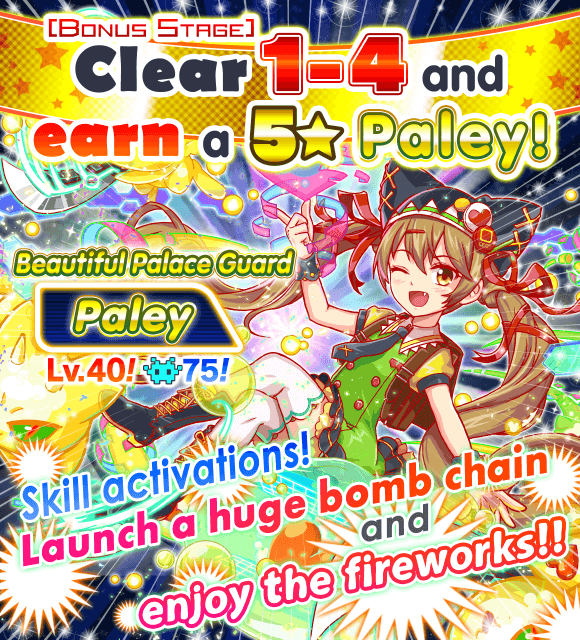 [BONUS STAGE]
Clear 1-4 and
earn a 5★ Paley!
Beautiful Palace Guard
Paley
Lv.40! 75!
Skill activations!
Launch a huge bomb chain
and
enjoy the fireworks!!